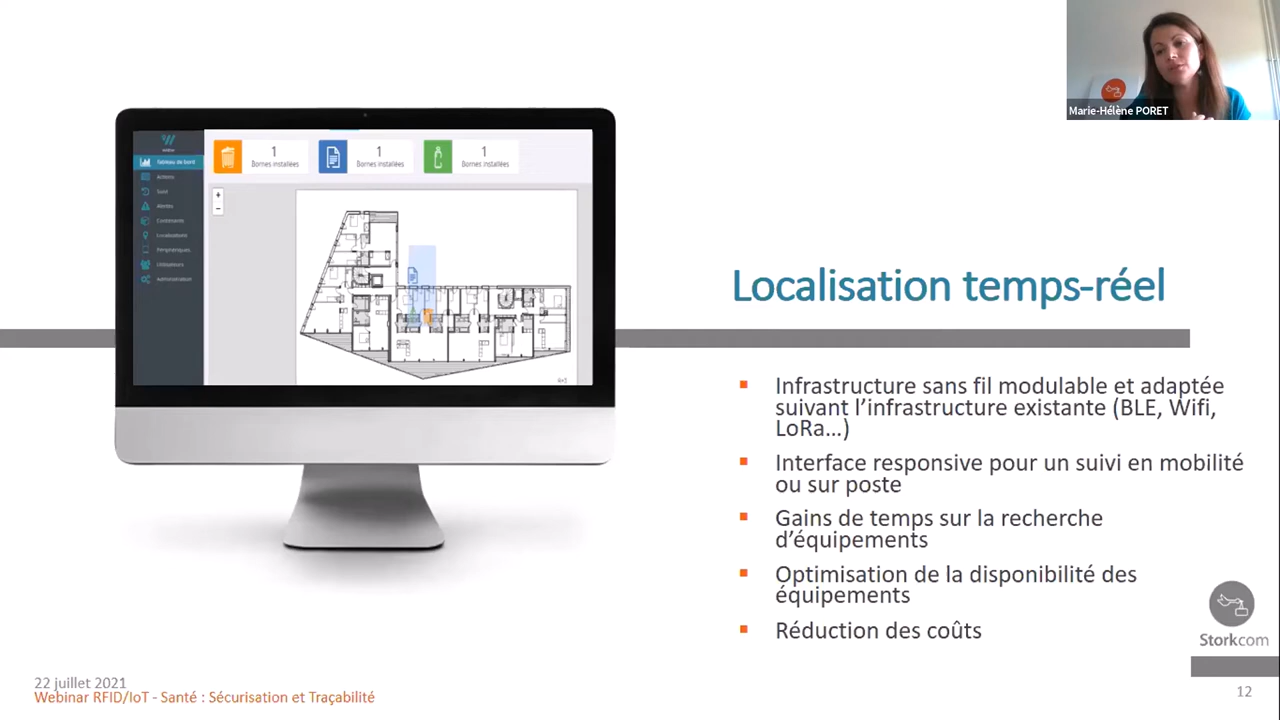 Marie-Hélène PORET
Tableau de bord
Actions
Suivi
Alertes
Contenants
Localisations
Périphériques
Utilisateurs
Administration
1
Bornes installées
1
Bornes installées
1
Bornes installées
+
-
Localisation temps-réel
Infrastructure sans fil modulable et adaptée
suivant l’infrastructure existante (BLE, Wifi,
LoRa…)
Interface responsive pour un suivi en mobilité
ou sur poste
Gains de temps sur la recherche
d’équipements
Optimisation de la disponibilité des
équipements
Réduction des coûts
Storkcom
22 juillet 2021
Webinar RFID/IoT - Santé : Sécurisation et Traçabilité
12